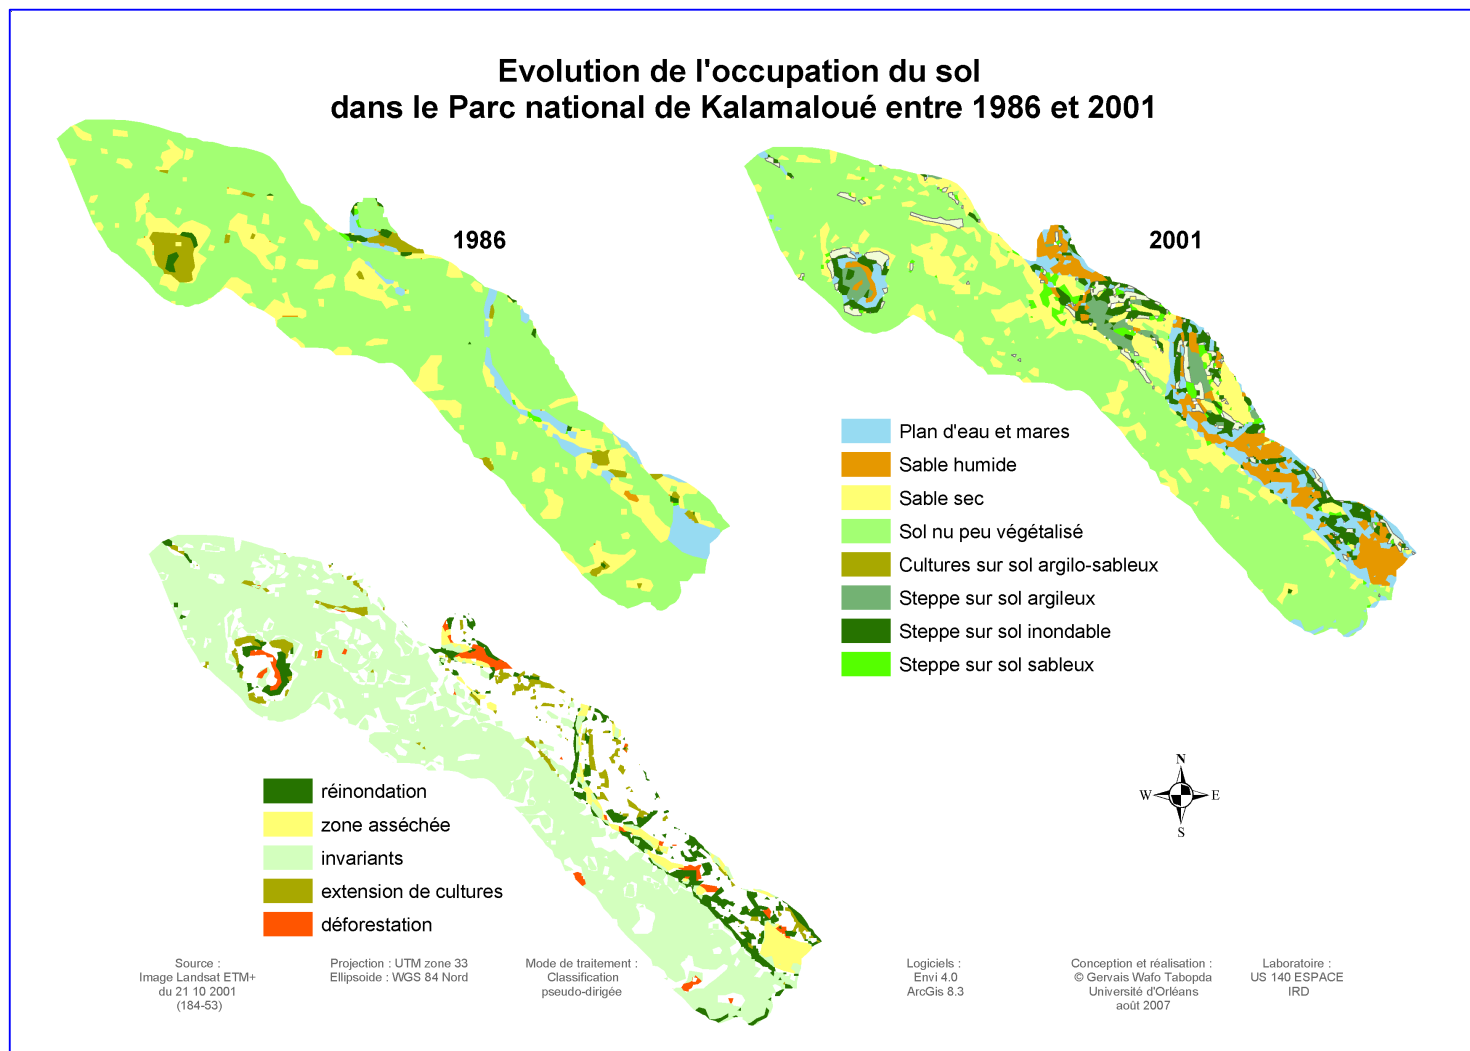 Evolution de l'occupation du sol
dans le Parc national de Kalamaloué entre 1986 et 2001
1986
2001
Plan d'eau et mares
Sable humide
Sable sec
Sol nu peu végétalisé
Cultures sur sol argilo-sableux
Steppe sur sol argileux
Steppe sur sol inondable
Steppe sur sol sableux
réinondation
zone asséchée
invariants
extension de cultures
déforestation
N
W E
S
Source :
Image Landsat ETM+
du 21 10 2001
(184-53)
Projection : UTM zone 33
Ellipsoide : WGS 84 Nord
Mode de traitement :
Classification
pseudo-dirigée
Logiciels :
Envi 4.0
ArcGis 8.3
Conception et réalisation :
© Gervais Wafo Tabopda
Université d'Orléans
août 2007
Laboratoire :
US 140 ESPACE
IRD